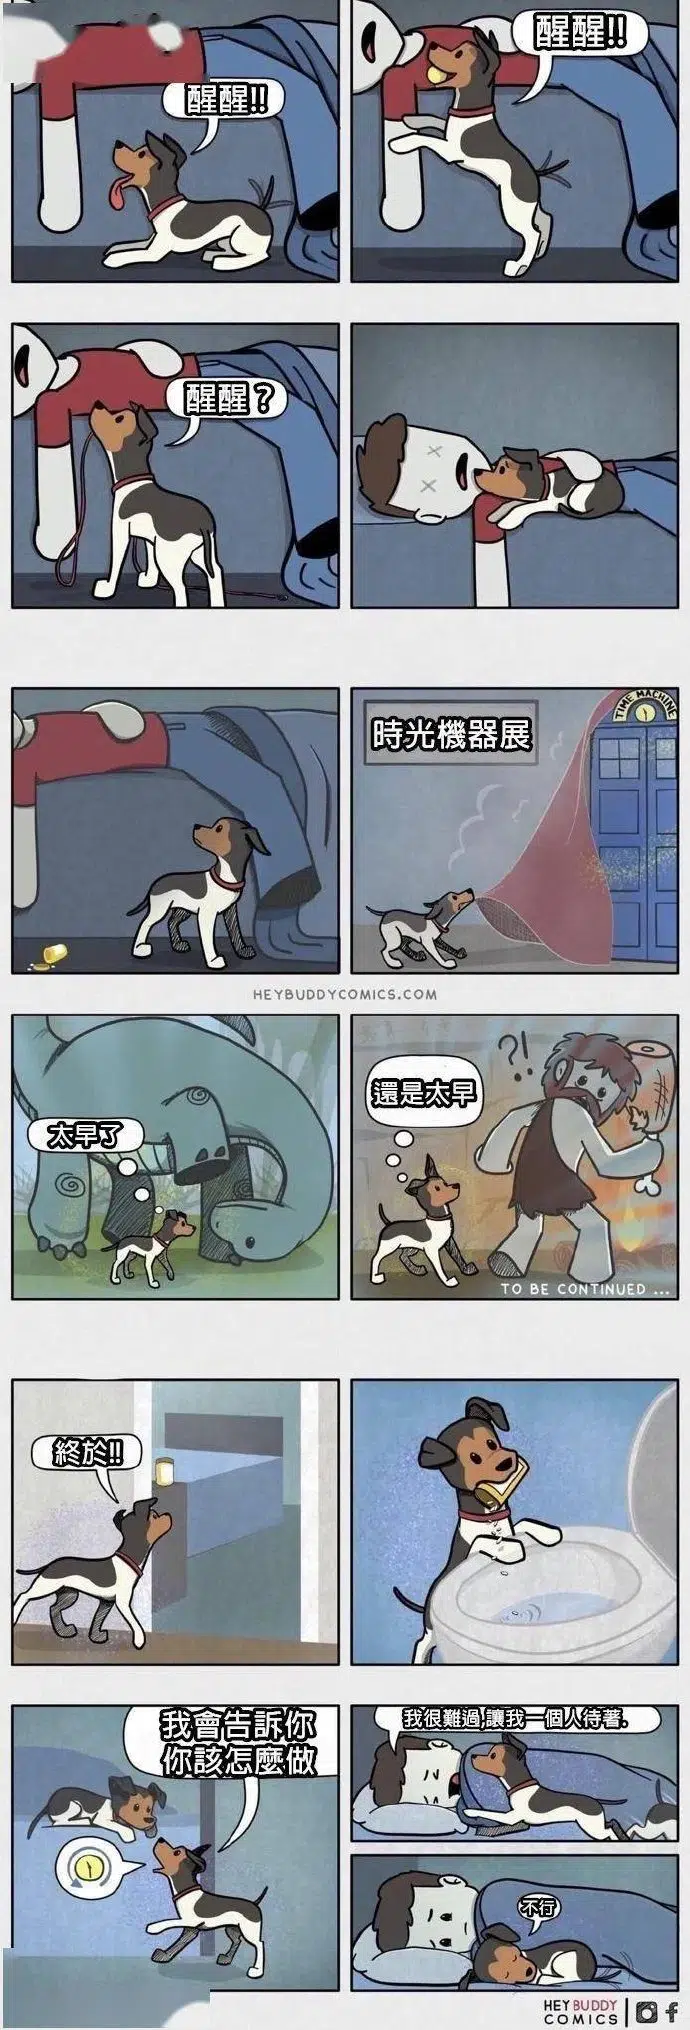 醒醒!!
醒醒!!
醒醒？
時光機器展
TIME MACHINE
HEYBUDDYCOMICS.COM
太早了
還是太早
?!
TO BE CONTINUED ...
終於!!
我會告訴你
你該怎麼做
我很難過,讓我一個人待著.
不行
HEYBUDDY
COMICS